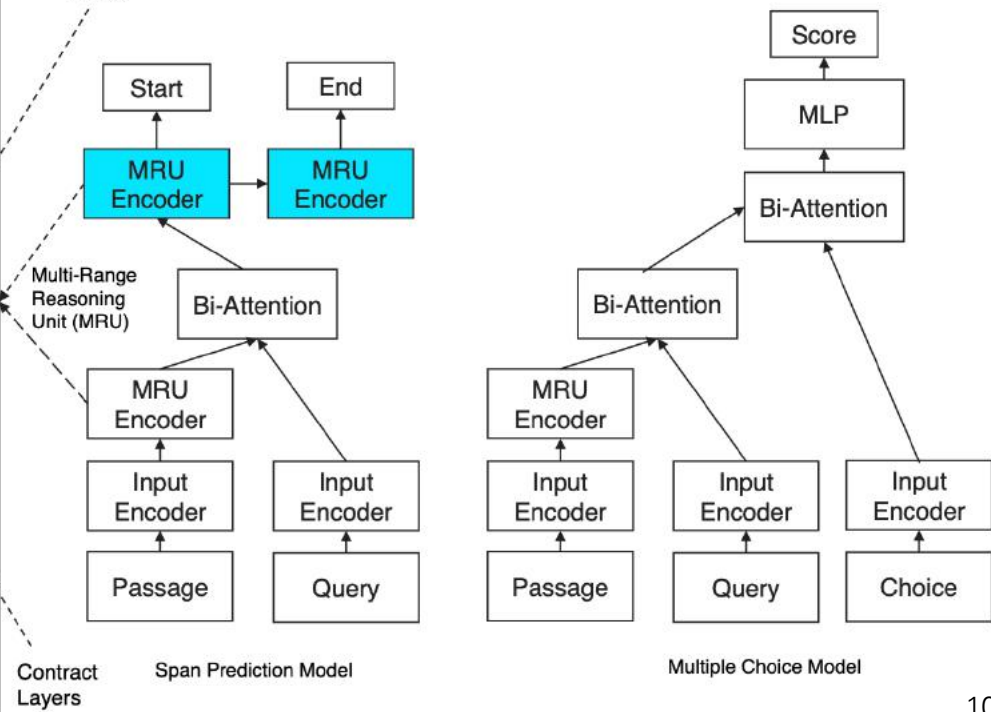 Start
End
MRU
Encoder
MRU
Encoder
Multi-Range
Reasoning
Unit (MRU)
Bi-Attention
MRU
Encoder
Input
Encoder
Input
Encoder
Passage
Query
Contract
Layers
Span Prediction Model
Score
MLP
Bi-Attention
Bi-Attention
MRU
Encoder
Input
Encoder
Input
Encoder
Input
Encoder
Passage
Query
Choice
Multiple Choice Model